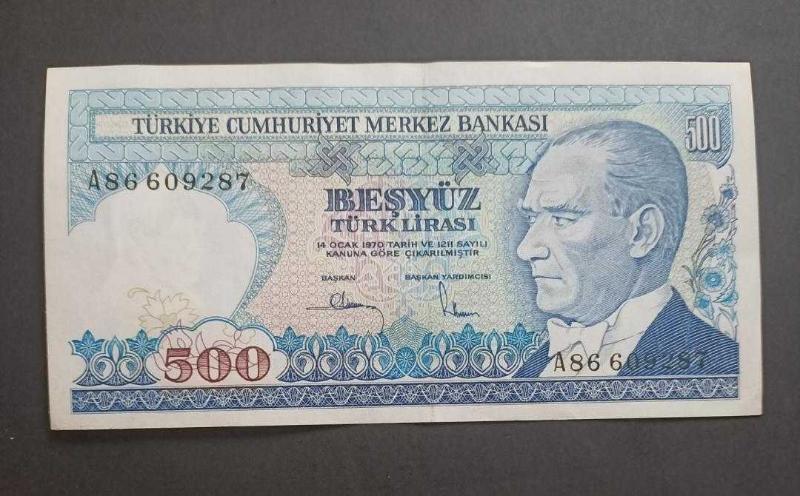 TÜRKİYE CUMHURİYET MERKEZ BANKASI
500
A86 609287
BEŞYÜZ
TÜRK LİRASI
14 OCAK 1970 TARİH VE 1211 SAYILI
KANUNA GÖRE ÇIKARILMIŞTIR
BAŞKAN
BAŞKAN YARDIMCISI
500
A86 609287